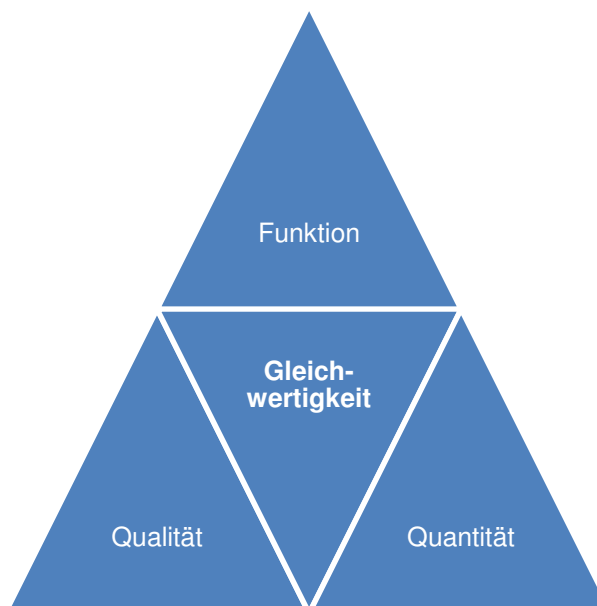 Funktion
Gleich-
wertigkeit
Qualität
Quantität